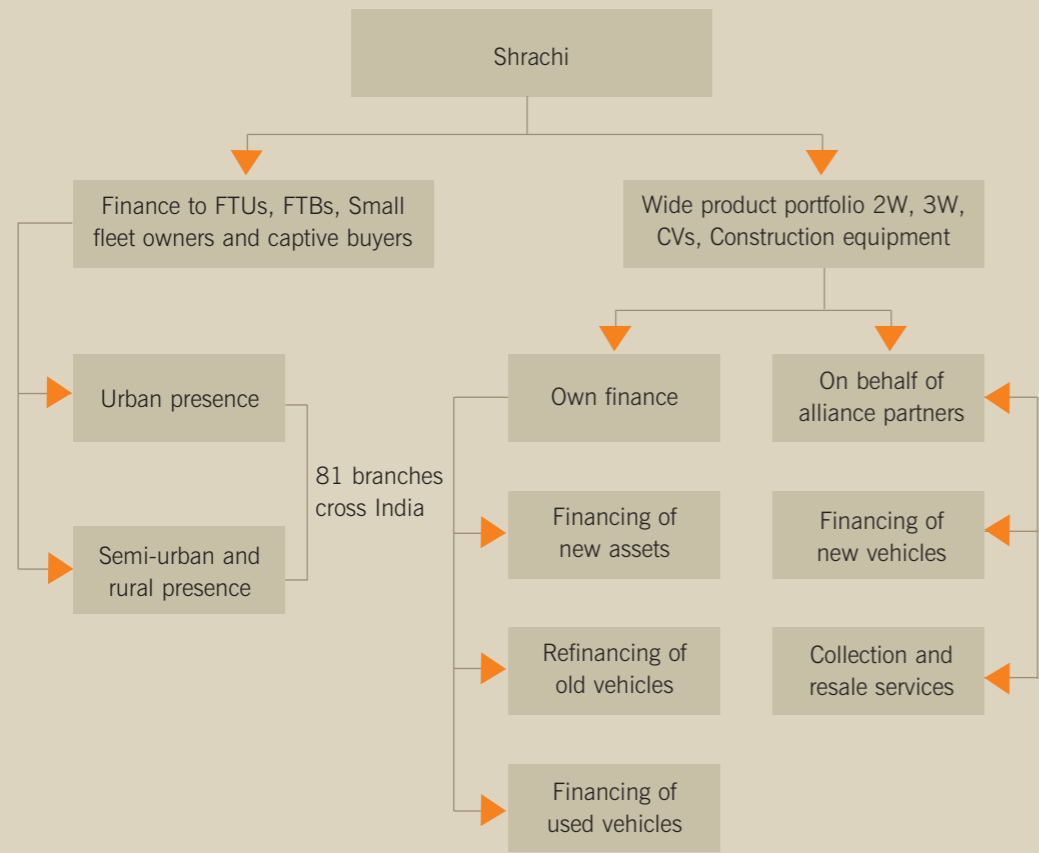 Shrachi
Finance to FTUs, FTBs, Small
fleet owners and captive buyers
Wide product portfolio 2W, 3W,
CVs, Construction equipment
Urban presence
Semi-urban and
rural presence
81 branches
cross India
Own finance
On behalf of
alliance partners
Financing of
new assets
Financing of
new vehicles
Refinancing of
old vehicles
Collection and
resale services
Financing of
used vehicles